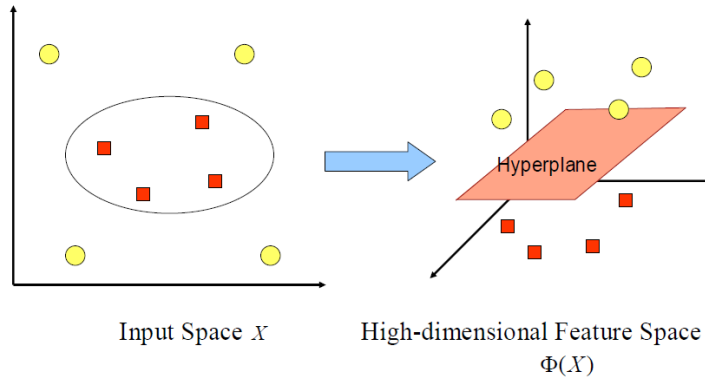 Hyperplane
Input Space X
High-dimensional Feature Space
Φ(X)